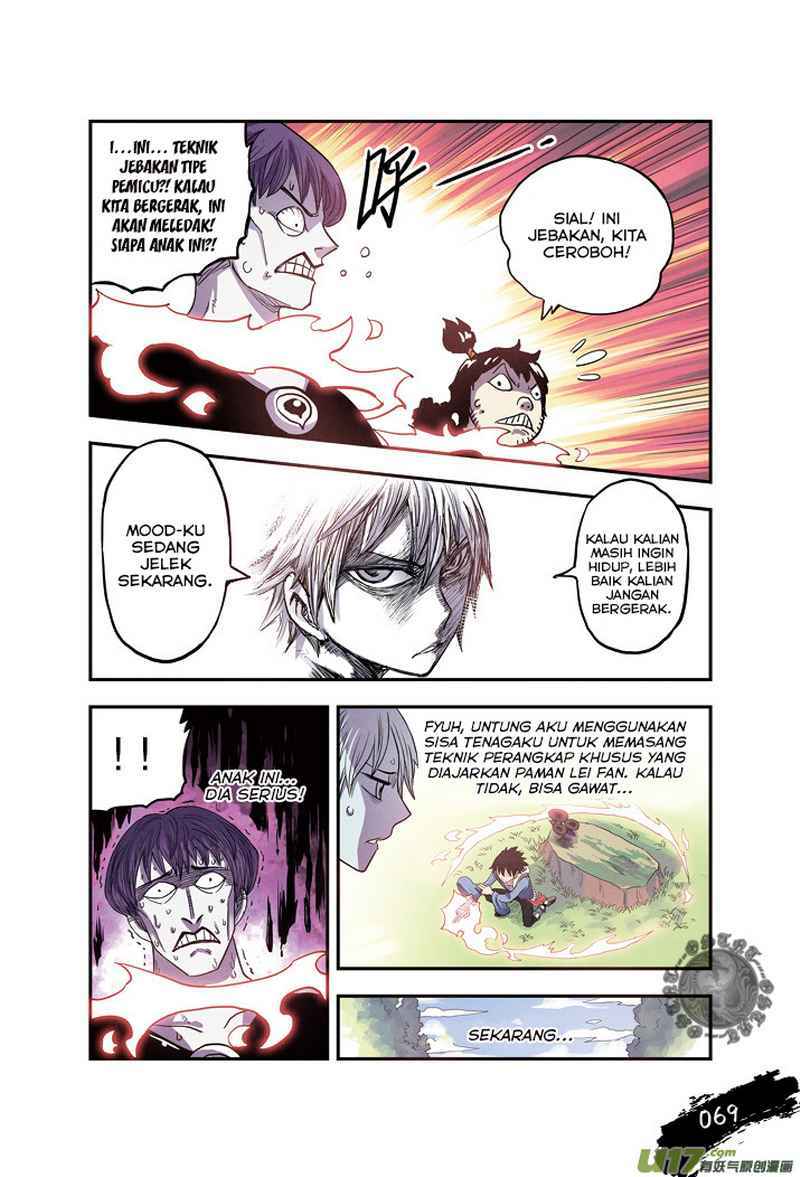 I...INI... TEKNIK
JEBAKAN TIPE
PEMICU?! KALAU
KITA BERGERAK, INI
AKAN MELEDAK!
SIAPA ANAK INI?!
呼—
SIAL! INI
JEBAKAN, KITA
CEROBOH!
MOOD-KU
SEDANG
JELEK
SEKARANG.
KALAU KALIAN
MASIH INGIN
HIDUP, LEBIH
BAIK KALIAN
JANGAN
BERGERAK.
!!
ANAK INI...
DIA SERIUS!
FYUH, UNTUNG AKU MENGGUNAKAN
SISA TENAGAKU UNTUK MEMASANG
TEKNIK PERANGKAP KHUSUS YANG
DIAJARKAN PAMAN LEI FAN. KALAU
TIDAK, BISA GAWAT...
SEKARANG...
069
U17.com
有妖气原创漫画